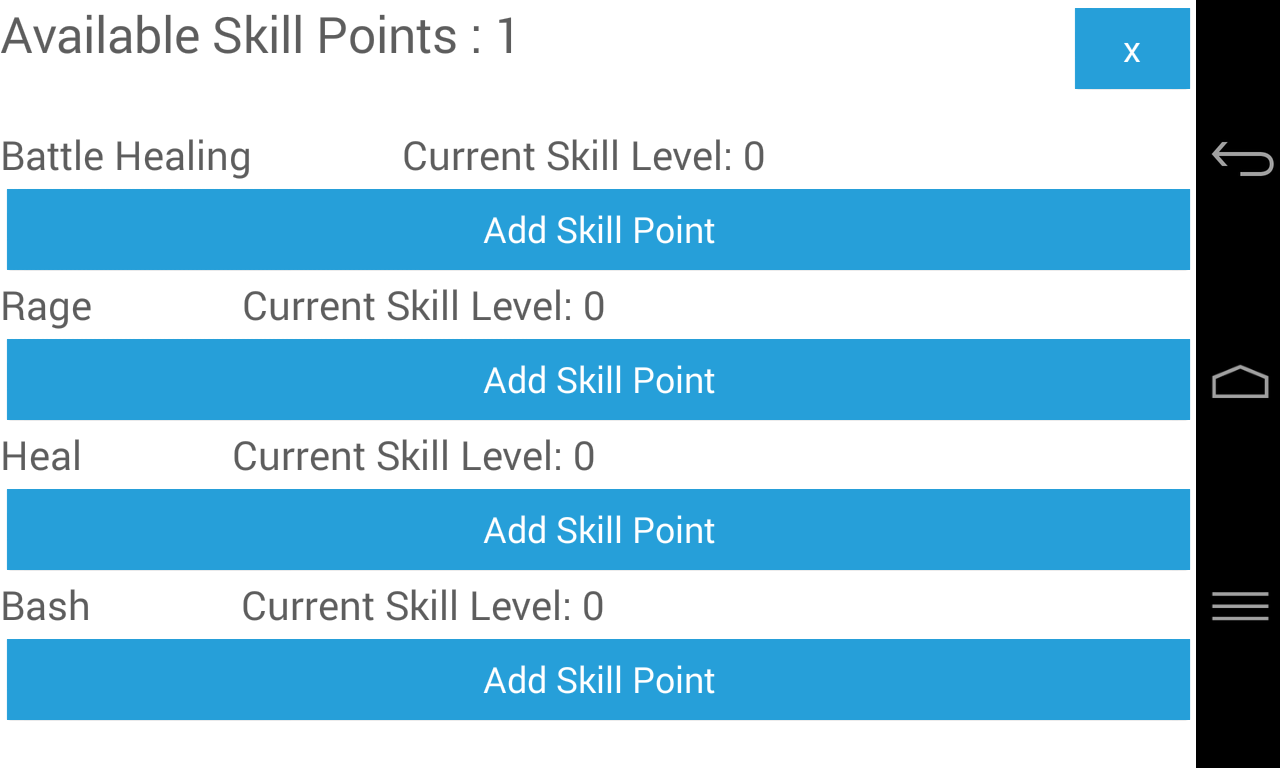 Available Skill Points : 1
x
Battle Healing Current Skill Level: 0
Add Skill Point
Rage Current Skill Level: 0
Add Skill Point
Heal Current Skill Level: 0
Add Skill Point
Bash Current Skill Level: 0
Add Skill Point